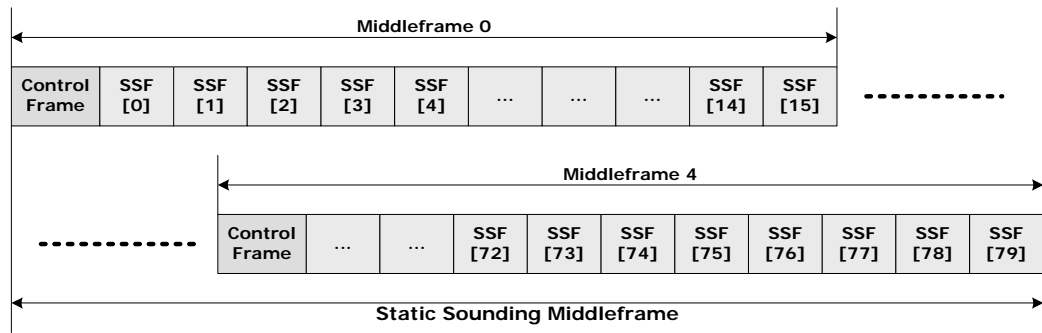 Middleframe 0
Control Frame
SSF [0]
SSF [1]
SSF [2]
SSF [3]
SSF [4]
...
...
...
SSF [14]
SSF [15]
Middleframe 4
Control Frame
...
...
SSF [72]
SSF [73]
SSF [74]
SSF [75]
SSF [76]
SSF [77]
SSF [78]
SSF [79]
Static Sounding Middleframe